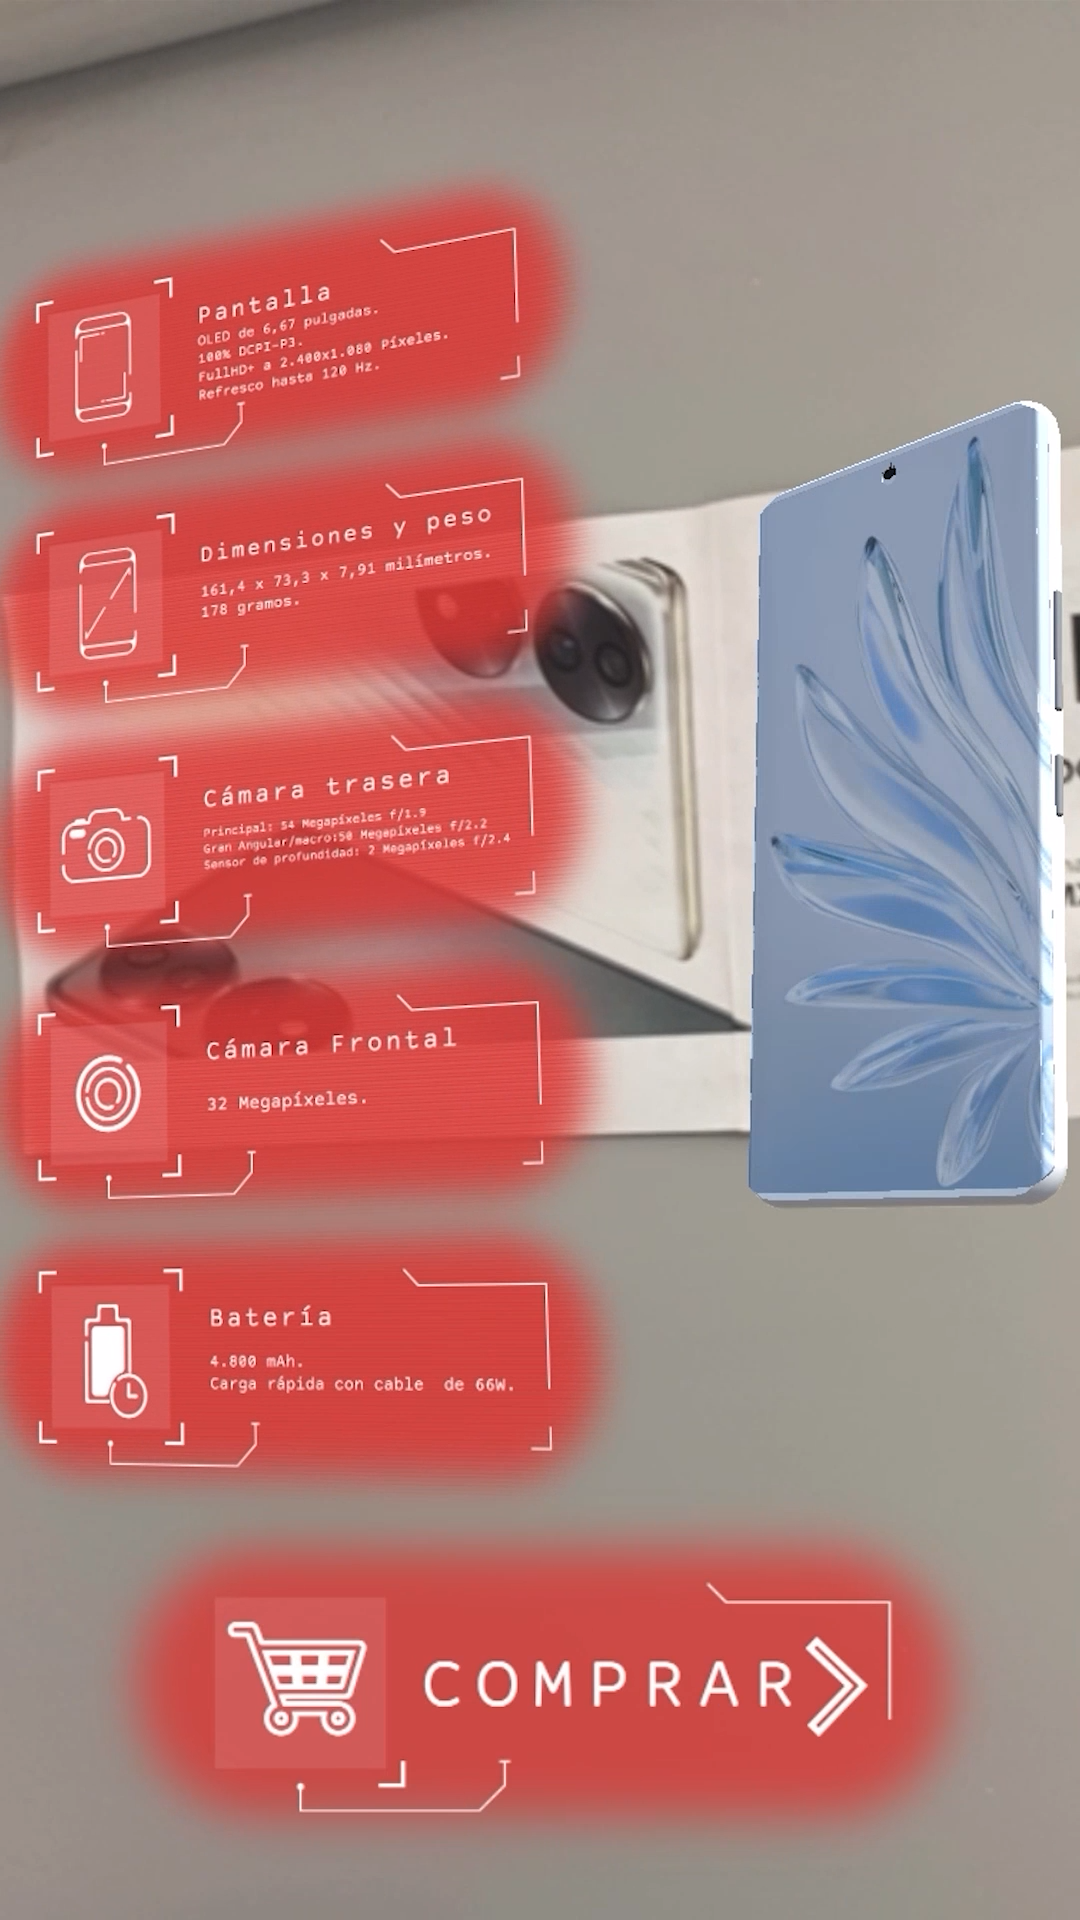 Pantalla
OLED de 6,67 pulgadas.
100% DCPI-P3.
FullHD+ a 2.400x1.080 Píxeles.
Refresco hasta 120 Hz.
Dimensiones y peso
161,4 x 73,3 x 7,91 milímetros.
178 gramos.
Cámara trasera
Principal: 54 Megapíxeles f/1.9
Gran Angular/macro:50 Megapíxeles f/2.2
Sensor de profundidad: 2 Megapíxeles f/2.4
Cámara Frontal
32 Megapíxeles.
Batería
4.800 mAh.
Carga rápida con cable de 66W.
COMPRAR